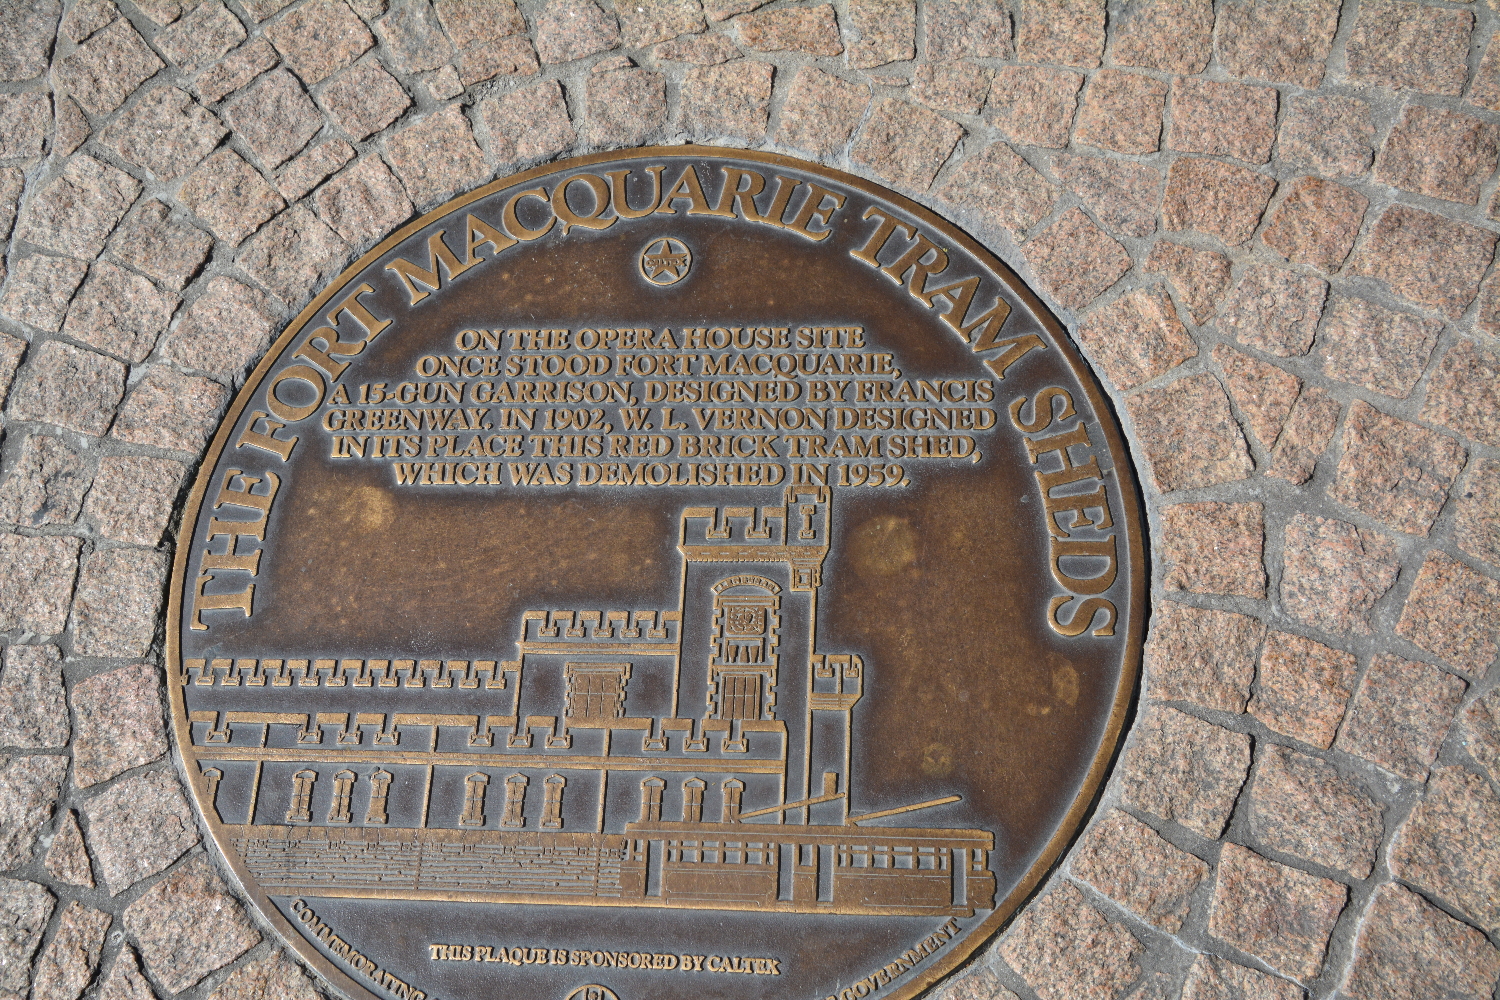 THE FORT MACQUARIE TRAM SHEDS
ON THE OPERA HOUSE SITE
ONCE STOOD FORT MACQUARIE,
A 15-GUN GARRISON, DESIGNED BY FRANCIS
GREENWAY. IN 1902, W. L. VERNON DESIGNED
IN ITS PLACE THIS RED BRICK TRAM SHED,
WHICH WAS DEMOLISHED IN 1959.
THIS PLAQUE IS SPONSORED BY CALTEX
COMMEMORATING
GOVERNMENT